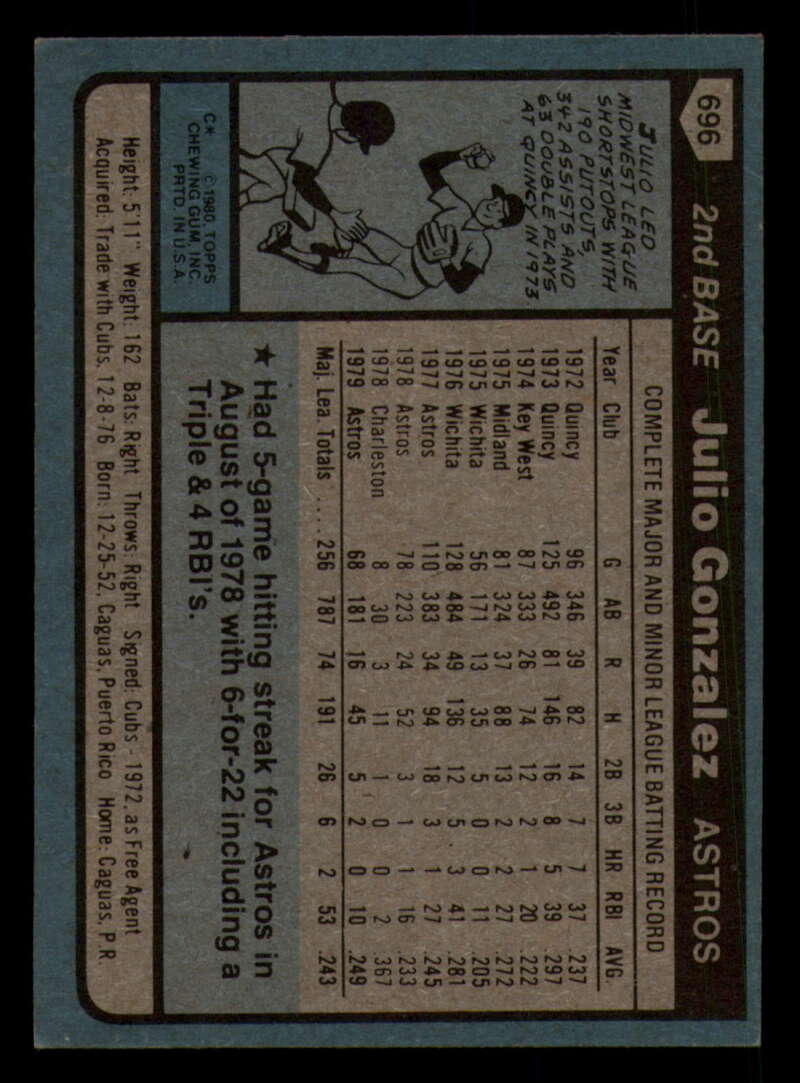 696
2nd BASE Julio Gonzalez ASTROS
JULIO LED
MIDWEST LEAGUE
SHORTSTOPS WITH
190 PUTOUTS,
342 ASSISTS AND
63 DOUBLE PLAYS
AT QUINCY IN 1973
C* © 1980 TOPPS
CHEWING GUM, INC.
PRTD. IN U.S.A.
COMPLETE MAJOR AND MINOR LEAGUE BATTING RECORD
Year Club G AB R H 2B 3B HR RBI AVG.
1972 Quincy 96 346 39 82 14 7 7 37 .237
1973 Quincy 125 492 81 146 16 8 5 39 .297
1974 Key West 87 333 26 74 12 2 1 20 .222
1975 Midland 81 324 37 88 13 2 2 27 .272
1975 Wichita 56 171 13 35 5 0 0 11 .205
1976 Wichita 128 484 49 136 12 5 3 41 .281
1977 Astros 110 383 34 94 18 3 1 27 .245
1978 Astros 78 223 24 52 3 1 1 16 .233
1978 Charleston 8 30 3 11 1 0 0 2 .367
1979 Astros 68 181 16 45 5 2 0 10 .249
Maj. Lea. Totals .... 256 787 74 191 26 6 2 53 .243
★ Had 5-game hitting streak for Astros in
August of 1978 with 6-for-22 including a
Triple & 4 RBI's.
Height: 5'11" Weight: 162 Bats: Right Throws: Right Signed: Cubs - 1972, as Free Agent
Acquired: Trade with Cubs, 12-8-76 Born: 12-25-52, Caguas, Puerto Rico Home: Caguas, P.R.